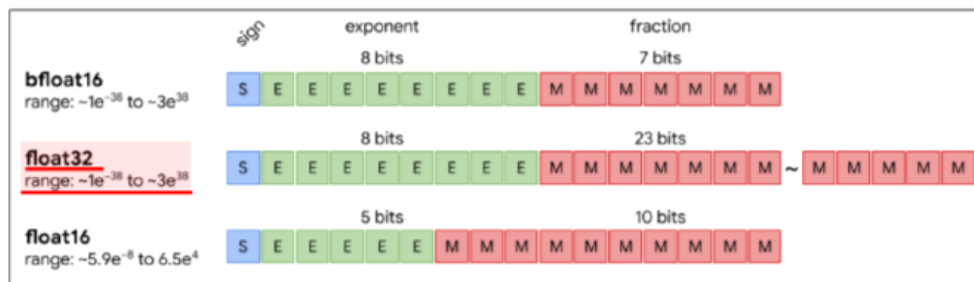 sign exponent fraction
8 bits 7 bits
bfloat16
S E E E E E E E E M M M M M M M
range: ~1e⁻³⁸ to ~3e³⁸
8 bits 23 bits
float32
S E E E E E E E E M M M M M M M ~ M M M M M
range: ~1e⁻³⁸ to ~3e³⁸
5 bits 10 bits
float16
S E E E E E M M M M M M M M M M
range: ~5.9e⁻⁸ to 6.5e⁴